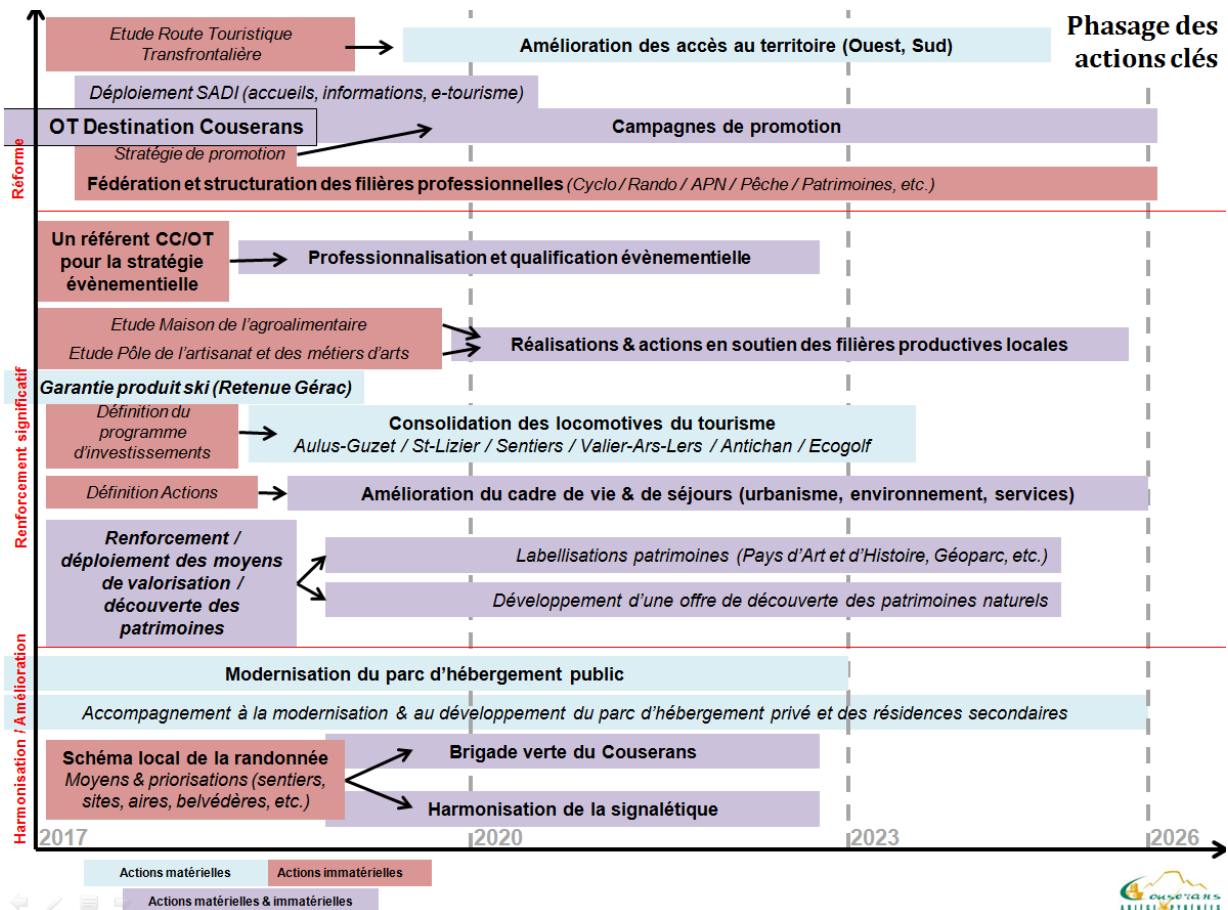 Phasage des
actions clés
Etude Route Touristique
Transfrontalière
Amélioration des accès au territoire (Ouest, Sud)
Déploiement SADI (accueils, informations, e-tourisme)
OT Destination Couserans
Campagnes de promotion
Stratégie de promotion
Fédération et structuration des filières professionnelles (Cyclo / Rando / APN / Pêche / Patrimoines, etc.)
Réforme
Un référent CC/OT
pour la stratégie
évènementielle
Professionnalisation et qualification évènementielle
Etude Maison de l'agroalimentaire
Etude Pôle de l'artisanat et des métiers d'arts
Réalisations & actions en soutien des filières productives locales
Garantie produit ski (Retenue Gérac)
Définition du
programme
d'investissements
Consolidation des locomotives du tourisme
Aulus-Guzet / St-Lizier / Sentiers / Valier-Ars-Lers / Antichan / Ecogolf
Définition Actions
Amélioration du cadre de vie & de séjours (urbanisme, environnement, services)
Renforcement /
déploiement des moyens
de valorisation /
découverte des
patrimoines
Labellisations patrimoines (Pays d'Art et d'Histoire, Géoparc, etc.)
Développement d'une offre de découverte des patrimoines naturels
Renforcement significatif
Modernisation du parc d'hébergement public
Accompagnement à la modernisation & au développement du parc d'hébergement privé et des résidences secondaires
Schéma local de la randonnée
Moyens & priorisations (sentiers,
sites, aires, belvédères, etc.)
Brigade verte du Couserans
Harmonisation de la signalétique
Harmonisation / Amélioration
2017
2020
2023
2026
Actions matérielles
Actions immatérielles
Actions matérielles & immatérielles
Couserans
ARIÈGE PYRÉNÉES